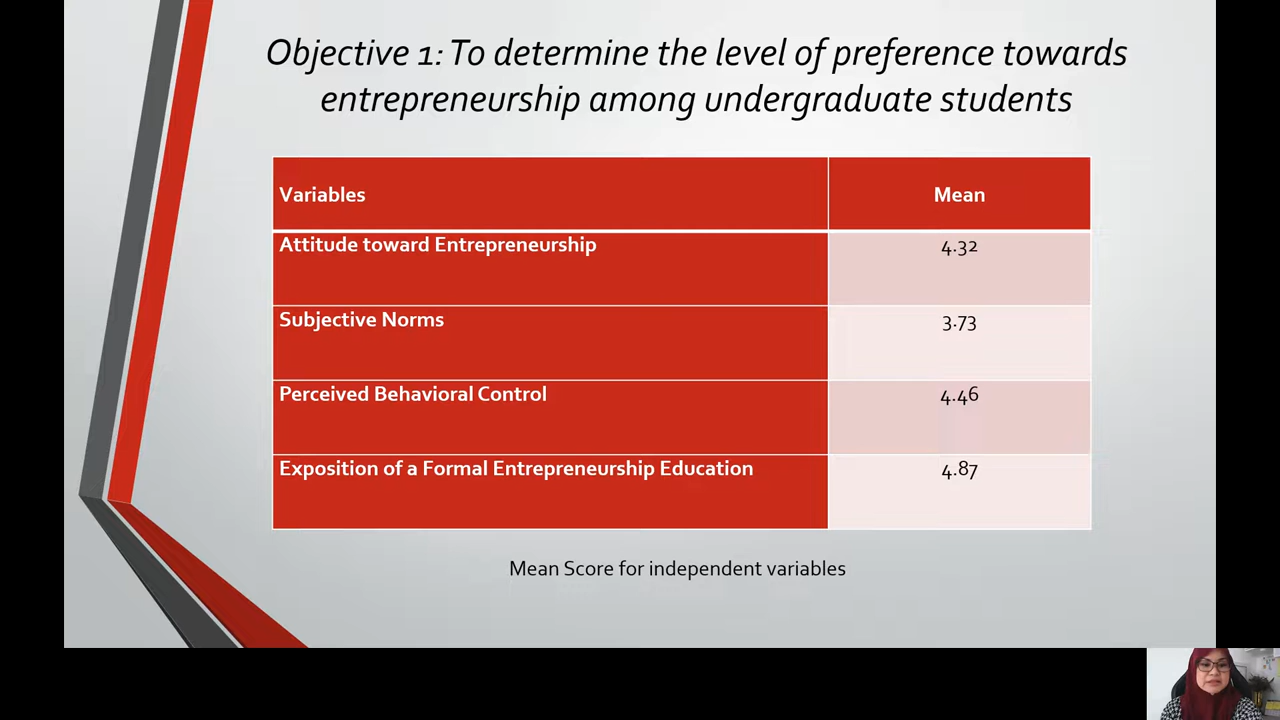 Objective 1: To determine the level of preference towards
entrepreneurship among undergraduate students
Variables
Mean
Attitude toward Entrepreneurship
4.32
Subjective Norms
3.73
Perceived Behavioral Control
4.46
Exposition of a Formal Entrepreneurship Education
4.87
Mean Score for independent variables